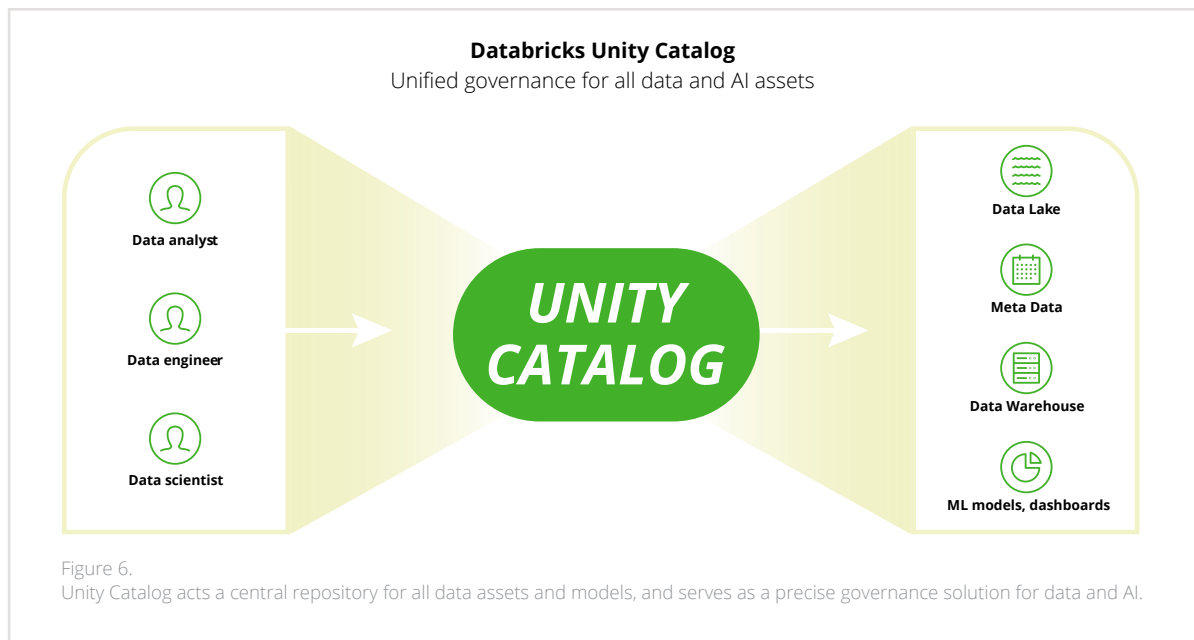 Databricks Unity Catalog
Unified governance for all data and AI assets
Data analyst
Data engineer
Data scientist
UNITY
CATALOG
Data Lake
Meta Data
Data Warehouse
ML models, dashboards
Figure 6.
Unity Catalog acts a central repository for all data assets and models, and serves as a precise governance solution for data and AI.